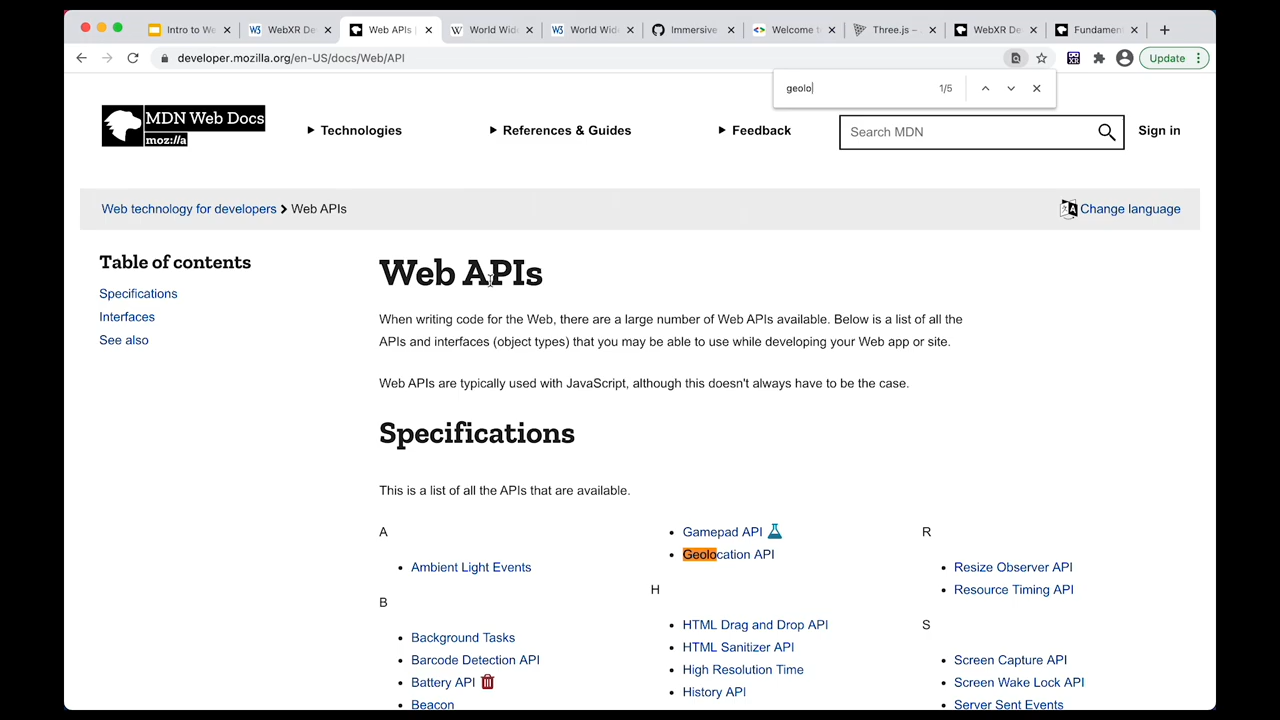 Intro to We
WebXR De
Web APIs |
World Wid
World Wid
Immersive
Welcome t
Three.js –
WebXR De
Fundamen
developer.mozilla.org/en-US/docs/Web/API
Update
geolo
1/5
MDN Web Docs
moz://a
Technologies
References & Guides
Feedback
Search MDN
Sign in
Web technology for developers
Web APIs
Change language
Table of contents
Specifications
Interfaces
See also
Web APIs
When writing code for the Web, there are a large number of Web APIs available. Below is a list of all the
APIs and interfaces (object types) that you may be able to use while developing your Web app or site.
Web APIs are typically used with JavaScript, although this doesn't always have to be the case.
Specifications
This is a list of all the APIs that are available.
A
Ambient Light Events
B
Background Tasks
Barcode Detection API
Battery API
Beacon
Gamepad API
Geolocation API
H
HTML Drag and Drop API
HTML Sanitizer API
High Resolution Time
History API
R
Resize Observer API
Resource Timing API
S
Screen Capture API
Screen Wake Lock API
Server Sent Events